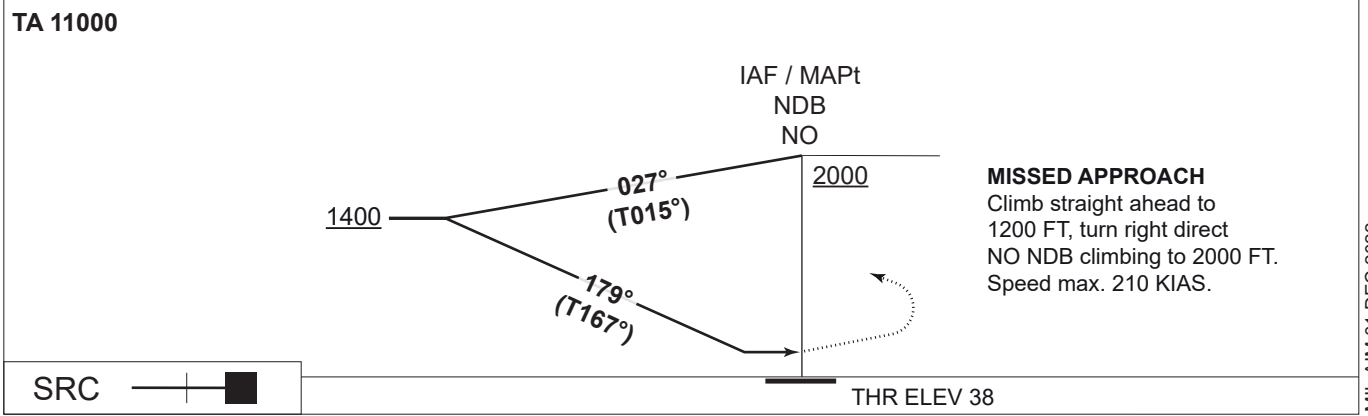 TA 11000
IAF / MAPt
NDB
NO
027°
(T015°)
2000
1400
179°
(T167°)
MISSED APPROACH
Climb straight ahead to
1200 FT, turn right direct
NO NDB climbing to 2000 FT.
Speed max. 210 KIAS.
SRC
THR ELEV 38